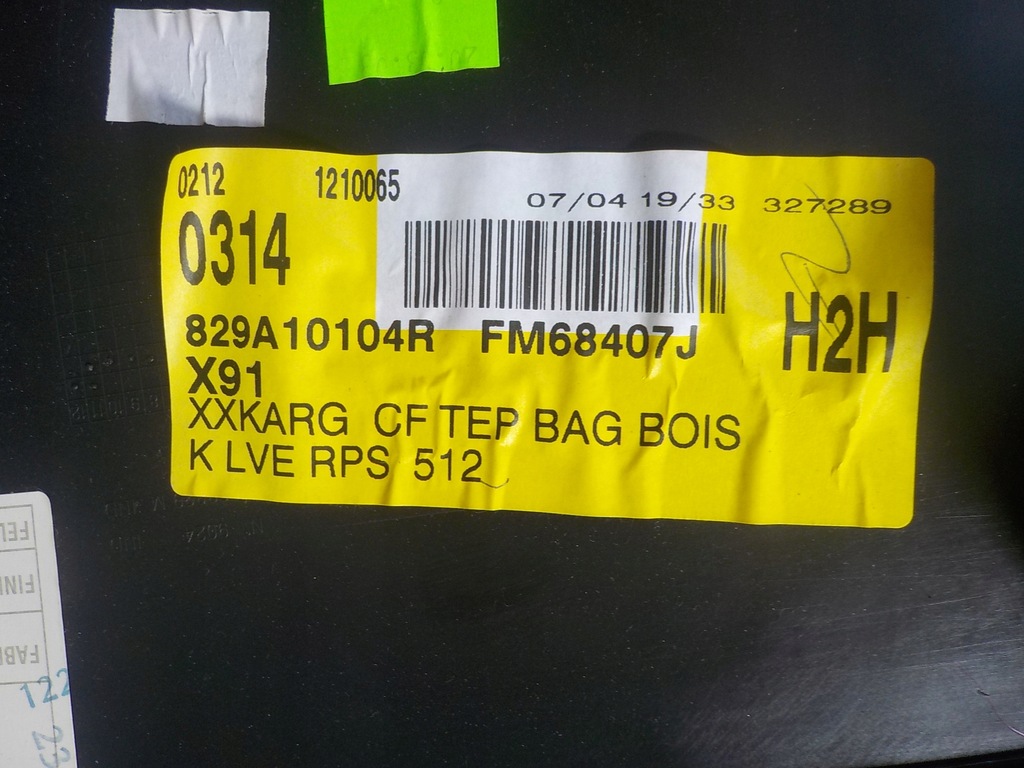 0212 1210065
07/04 19/33 327289
0314
H2H
829A10104R FM68407J
X91
XXKARG CF TEP BAG BOIS
K LVE RPS 512
122